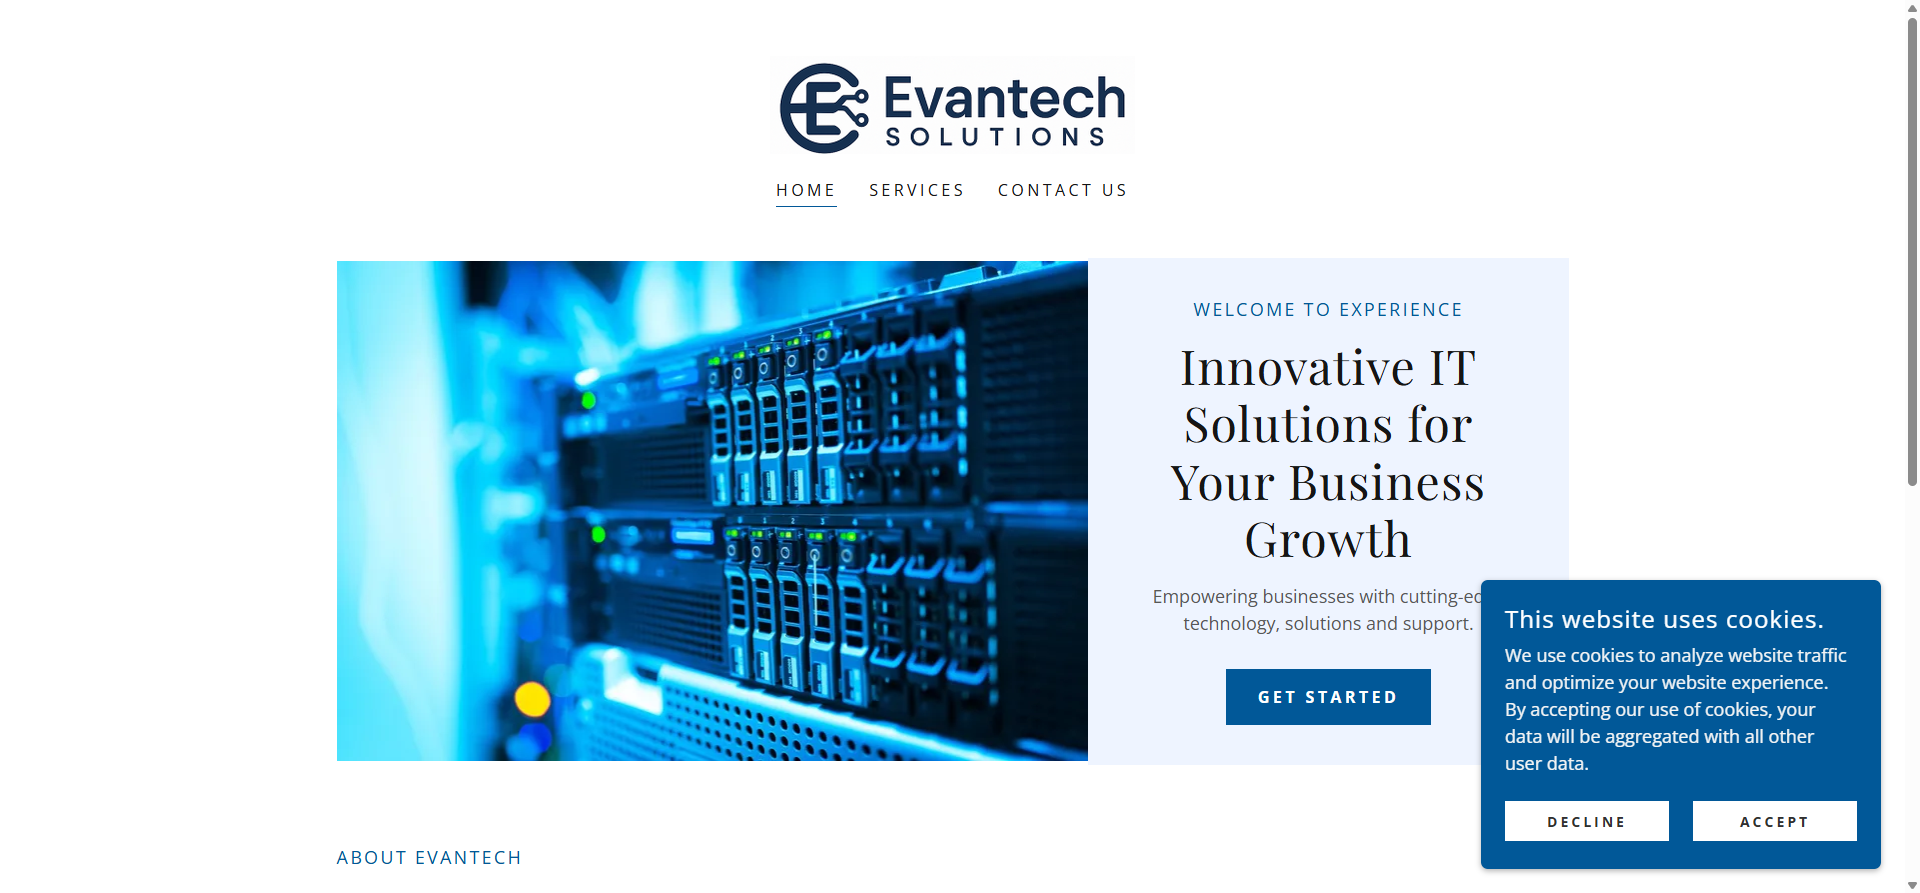 Evantech
SOLUTIONS
HOME
SERVICES
CONTACT US
WELCOME TO EXPERIENCE
Innovative IT
Solutions for
Your Business
Growth
Empowering businesses with cutting-ed
technology, solutions and support.
GET STARTED
This website uses cookies.
We use cookies to analyze website traffic
and optimize your website experience.
By accepting our use of cookies, your
data will be aggregated with all other
user data.
DECLINE
ACCEPT
ABOUT EVANTECH